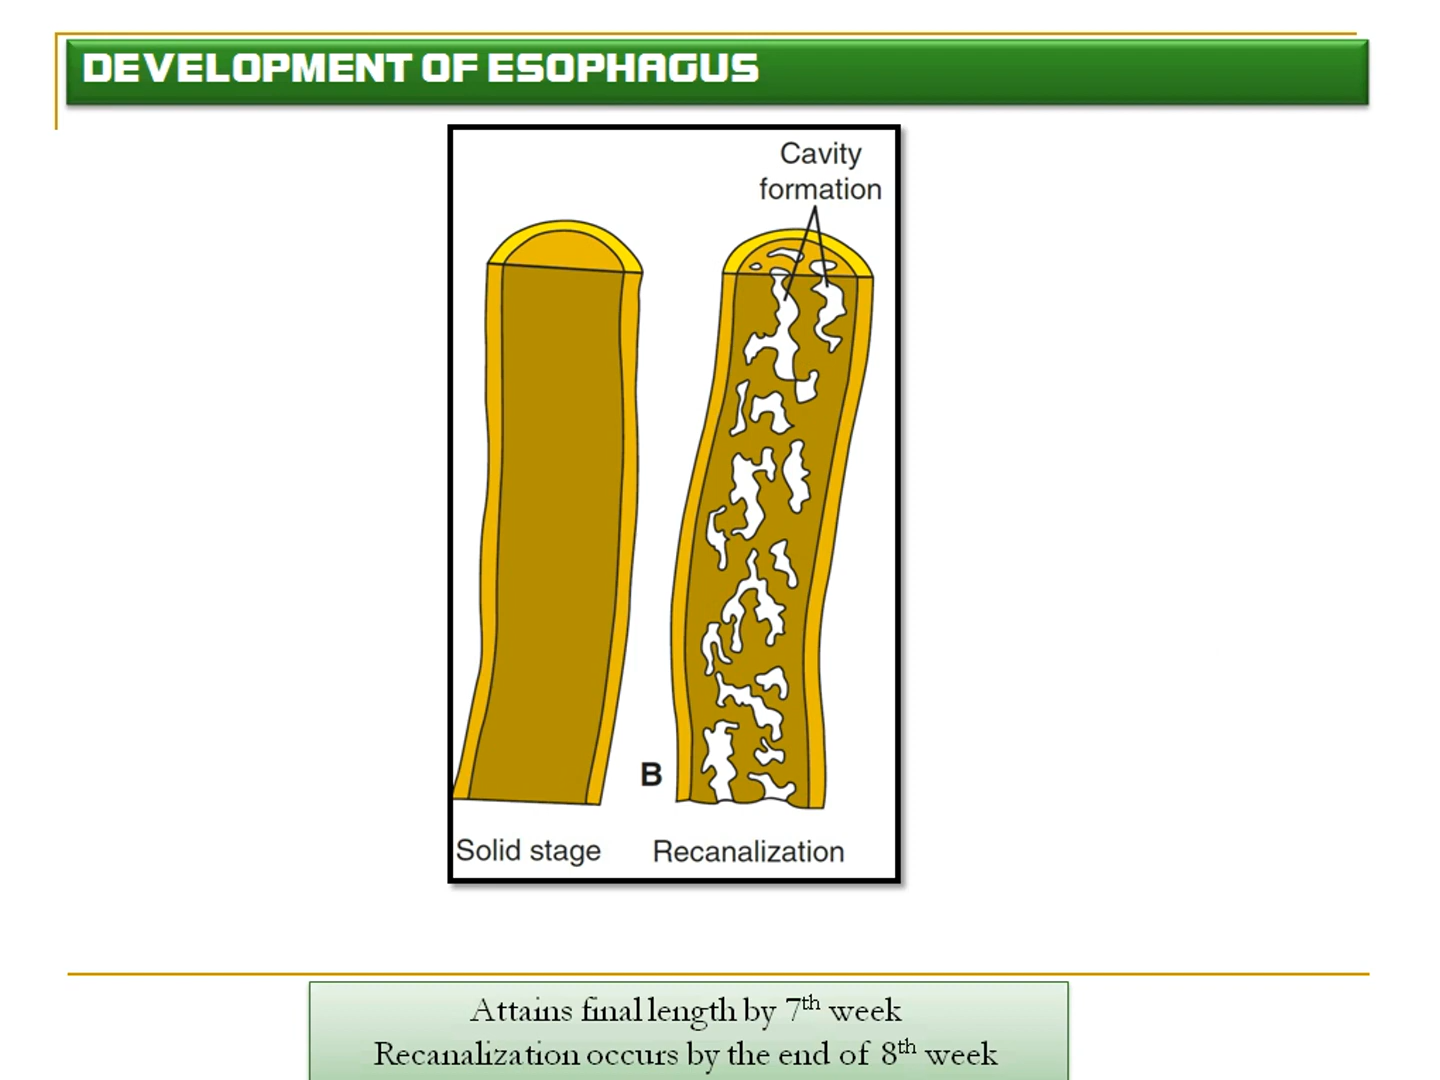 DEVELOPMENT OF ESOPHAGUS
Cavity
formation
B
Solid stage
Recanalization
Attains final length by 7th week
Recanalization occurs by the end of 8th week